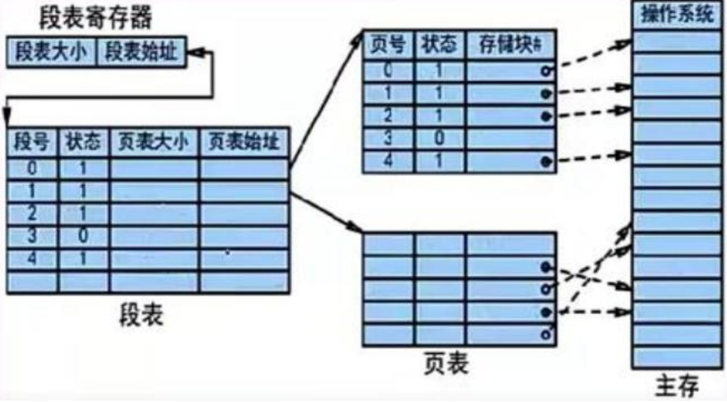 段表寄存器
段表大小 段表始址
段号 状态 页表大小 页表始址
0 1
1 1
2 1
3 0
4 1
段表
页号 状态 存储块#
0 1
1 1
2 1
3 0
4 1
页表
操作系统
主存